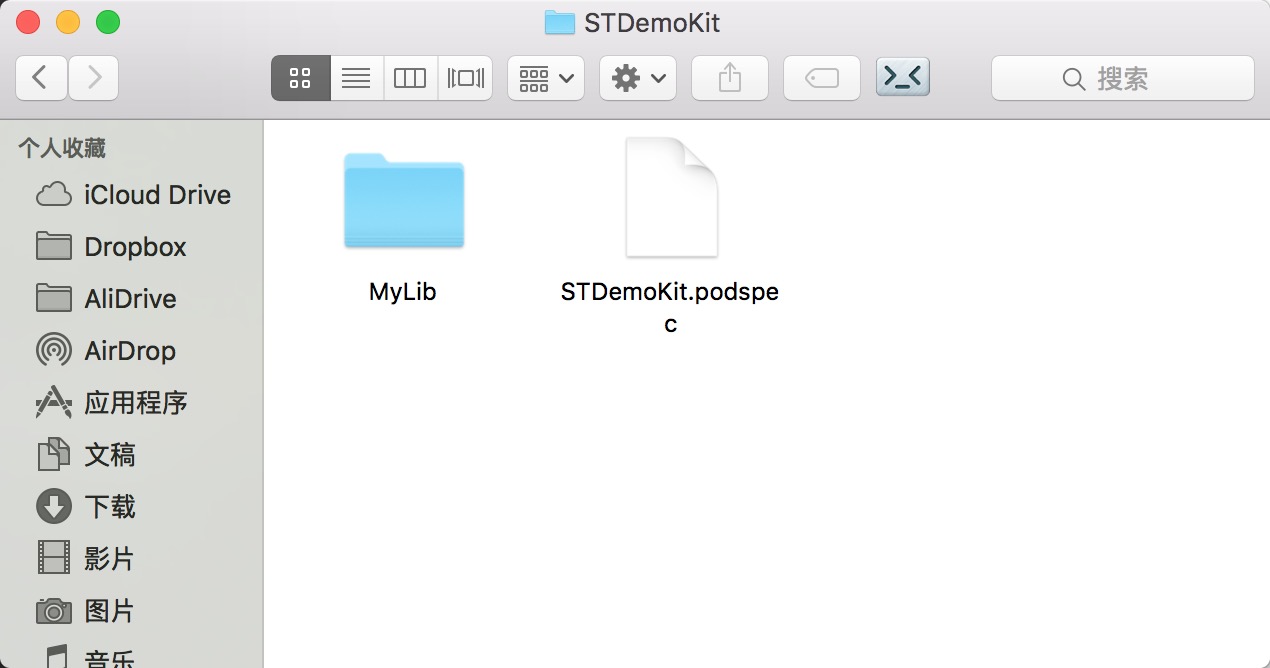 STDemoKit
搜索
个人收藏
iCloud Drive
Dropbox
AliDrive
AirDrop
应用程序
文稿
下载
影片
图片
音乐
MyLib
STDemoKit.podspe
c